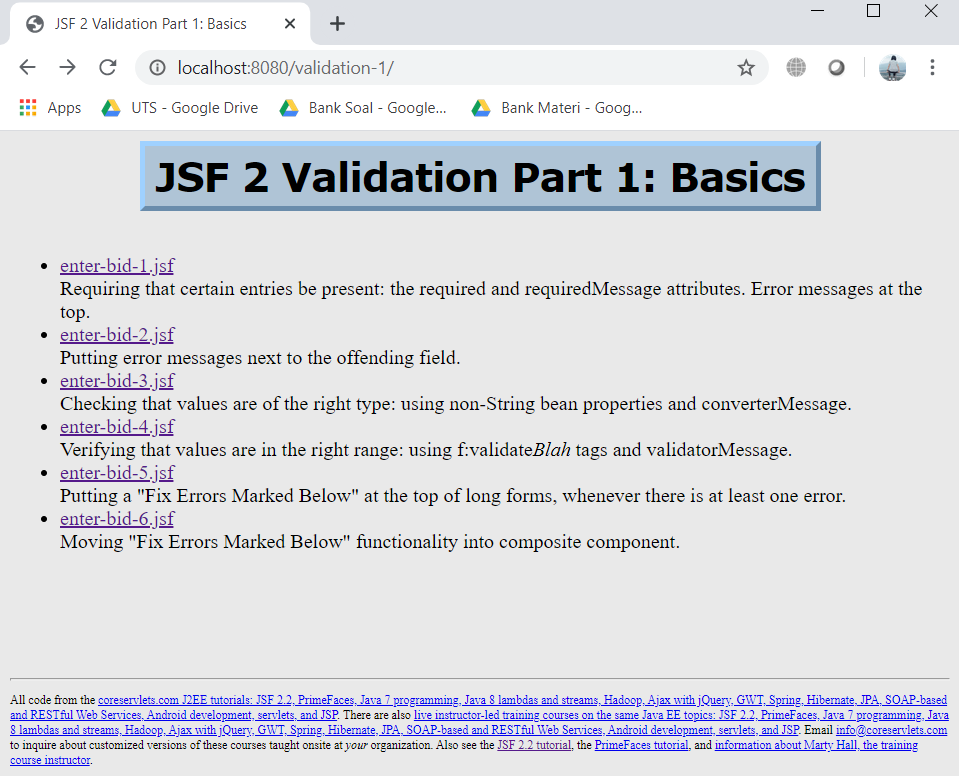 JSF 2 Validation Part 1: Basics
localhost:8080/validation-1/
Apps UTS - Google Drive Bank Soal - Google... Bank Materi - Goog...
JSF 2 Validation Part 1: Basics
• enter-bid-1.jsf
Requiring that certain entries be present: the required and requiredMessage attributes. Error messages at the
top.
• enter-bid-2.jsf
Putting error messages next to the offending field.
• enter-bid-3.jsf
Checking that values are of the right type: using non-String bean properties and converterMessage.
• enter-bid-4.jsf
Verifying that values are in the right range: using f:validateBlah tags and validatorMessage.
• enter-bid-5.jsf
Putting a "Fix Errors Marked Below" at the top of long forms, whenever there is at least one error.
• enter-bid-6.jsf
Moving "Fix Errors Marked Below" functionality into composite component.
All code from the coreservlets.com J2EE tutorials: JSF 2.2, PrimeFaces, Java 7 programming, Java 8 lambdas and streams, Hadoop, Ajax with jQuery, GWT, Spring, Hibernate, JPA, SOAP-based
and RESTful Web Services, Android development, servlets, and JSP. There are also live instructor-led training courses on the same Java EE topics: JSF 2.2, PrimeFaces, Java 7 programming, Java
8 lambdas and streams, Hadoop, Ajax with jQuery, GWT, Spring, Hibernate, JPA, SOAP-based and RESTful Web Services, Android development, servlets, and JSP. Email info@coreservlets.com
to inquire about customized versions of these courses taught onsite at your organization. Also see the JSF 2.2 tutorial, the PrimeFaces tutorial, and information about Marty Hall, the training
course instructor.